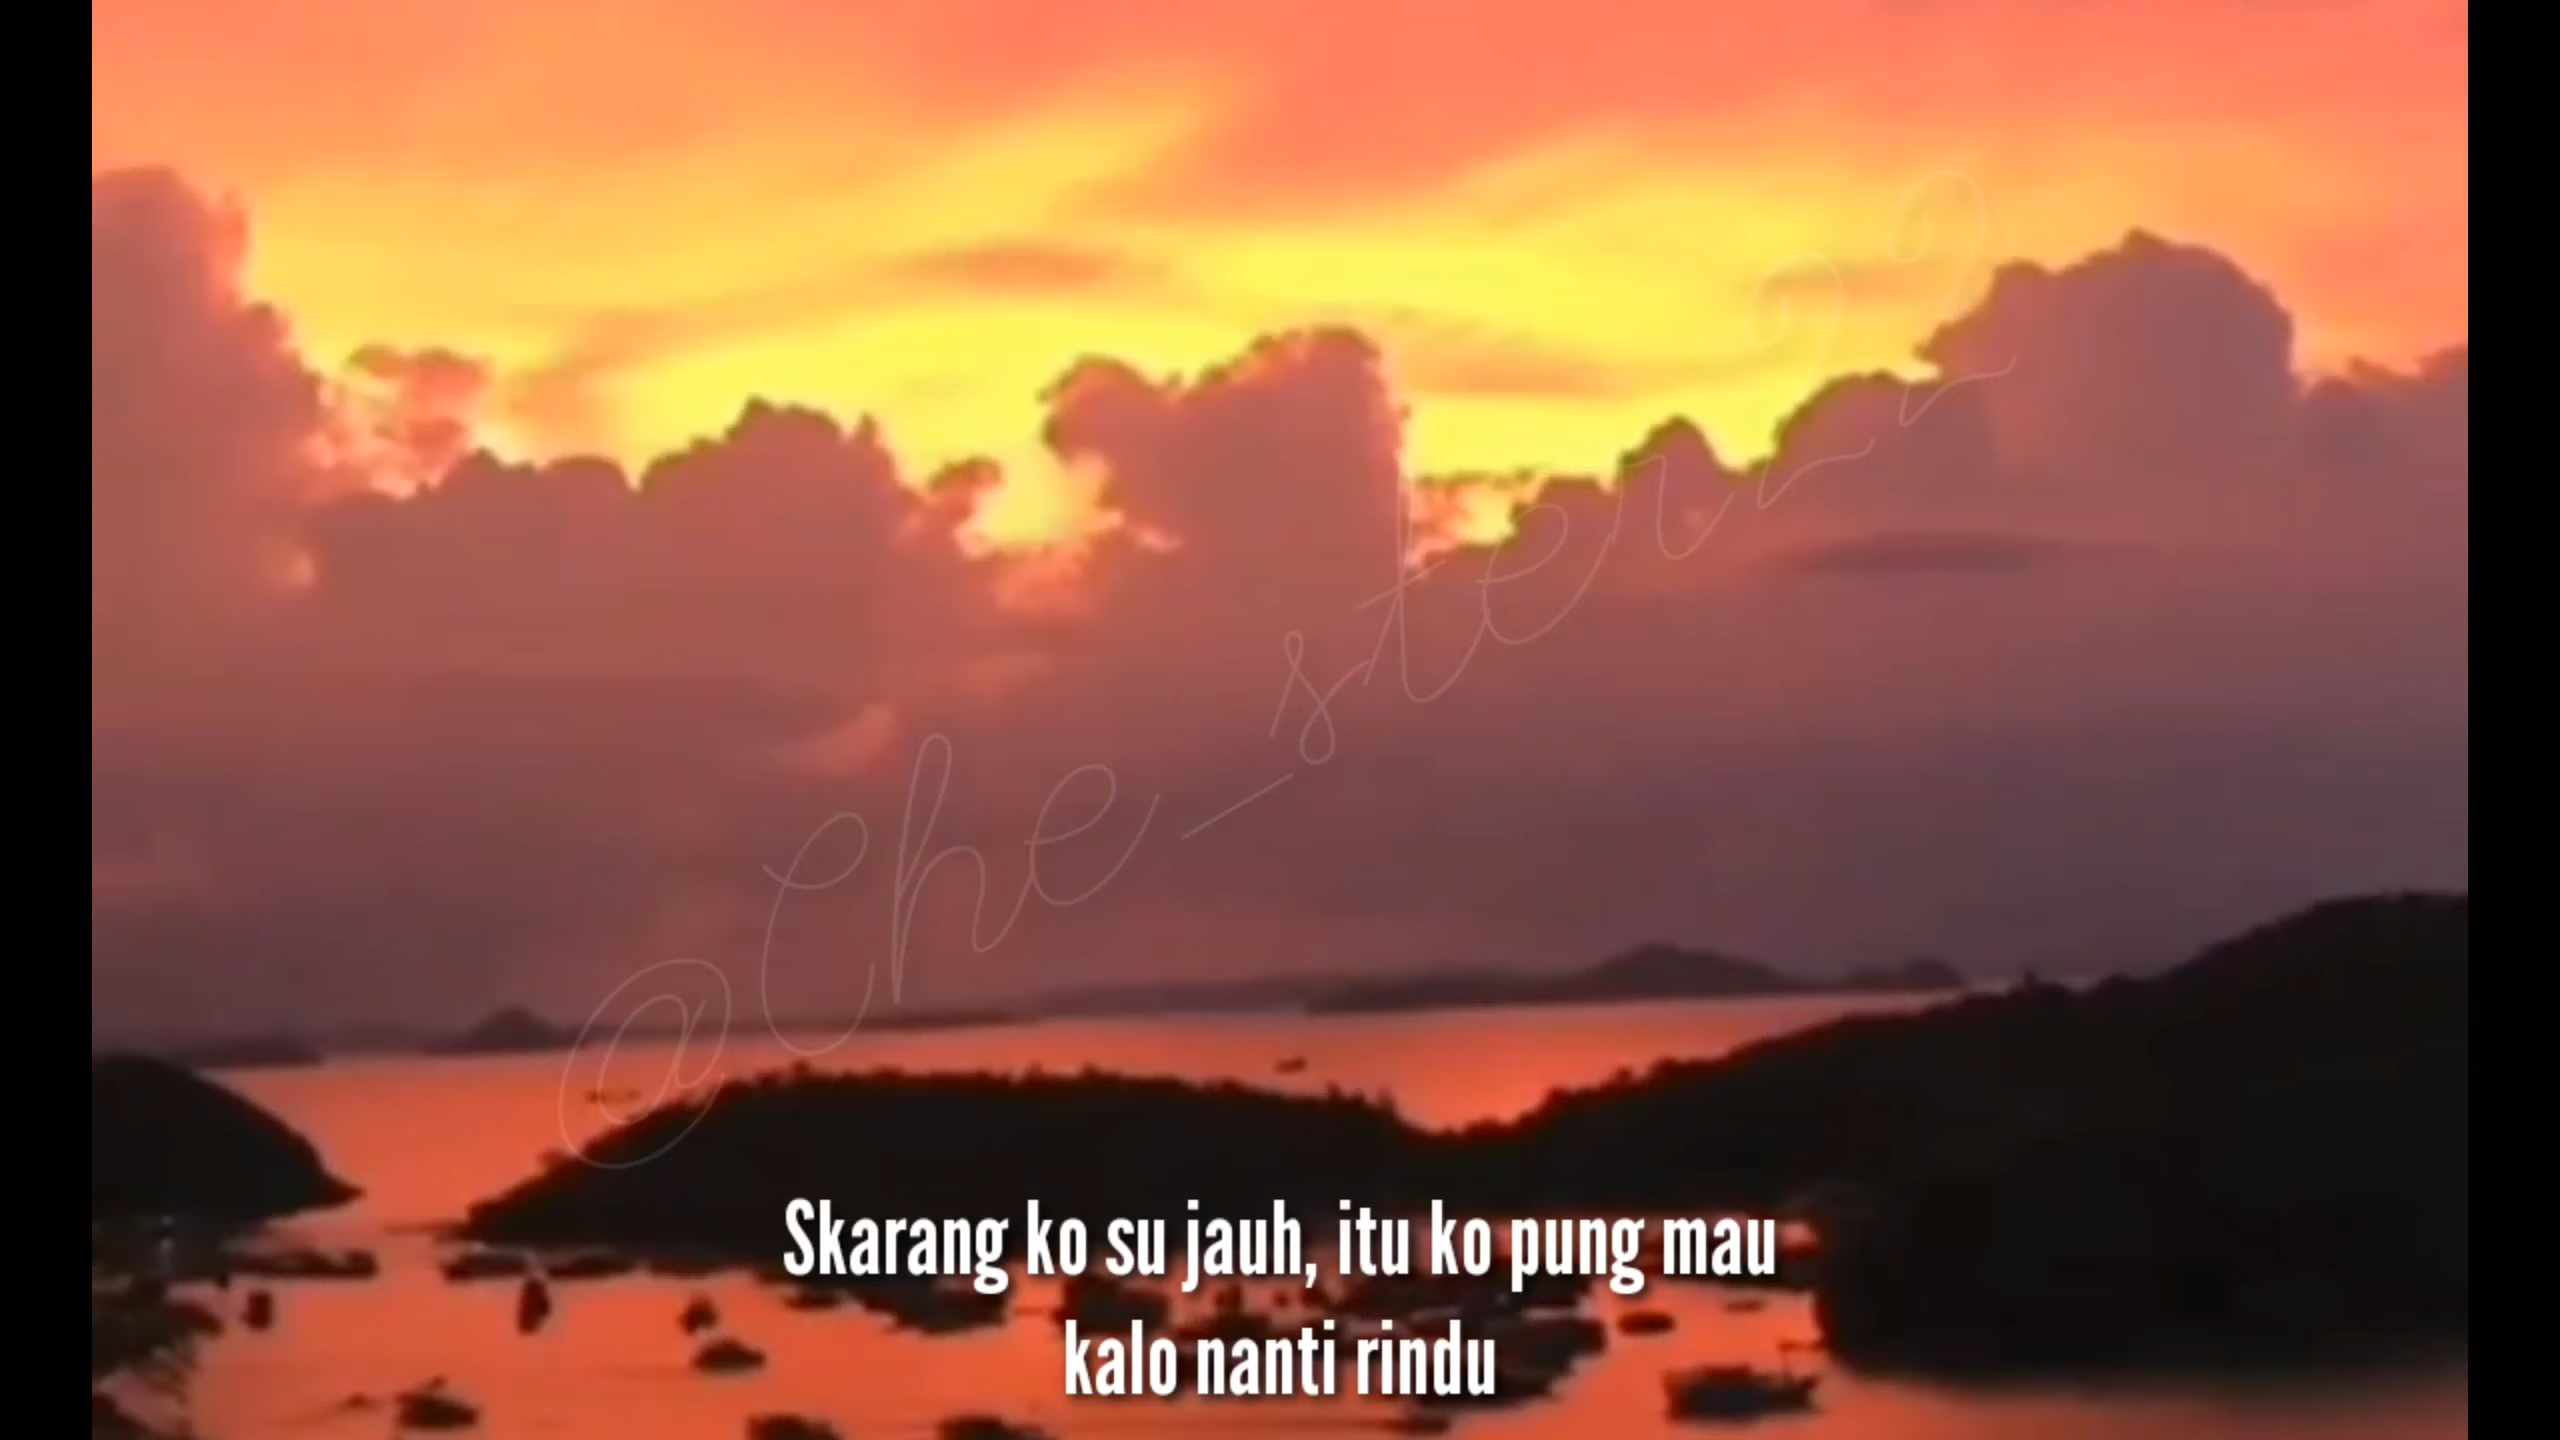 @Che_ster22
Skarang ko su jauh, itu ko pung mau
kalo nanti rindu